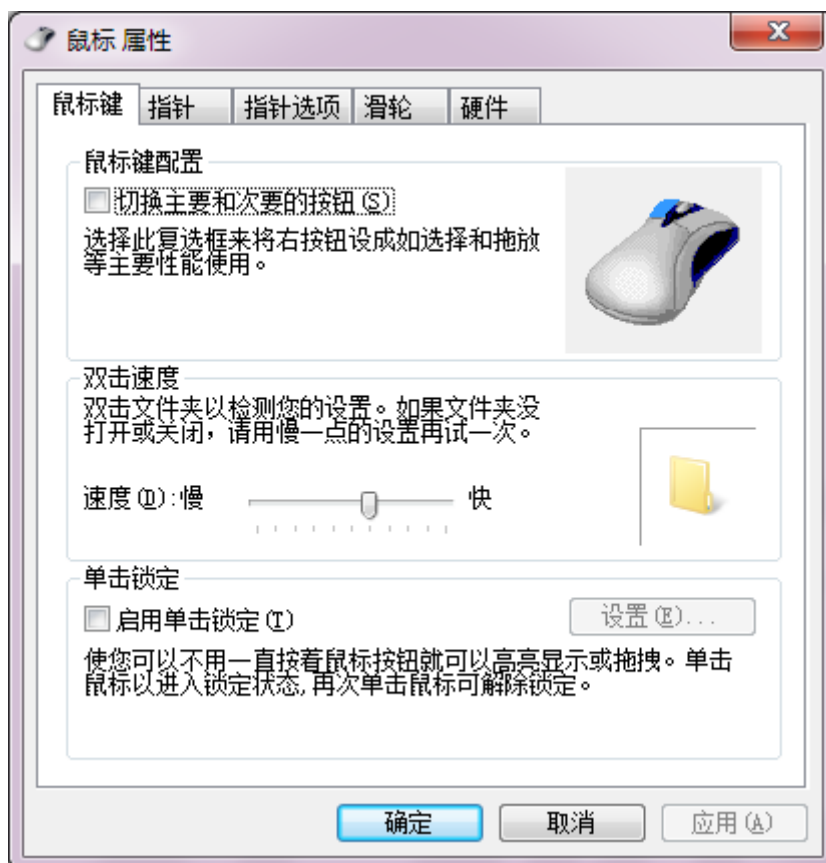 鼠标 属性
鼠标键 指针 指针选项 滑轮 硬件
鼠标键配置
切换主要和次要的按钮(S)
选择此复选框来将右按钮设成如选择和拖放
等主要性能使用。
双击速度
双击文件夹以检测您的设置。如果文件夹没
打开或关闭，请用慢一点的设置再试一次。
速度(D):慢 快
单击锁定
启用单击锁定(T) 设置(E)...
使您可以不用一直按着鼠标按钮就可以高亮显示或拖拽。单击
鼠标以进入锁定状态,再次单击鼠标可解除锁定。
确定 取消 应用(A)